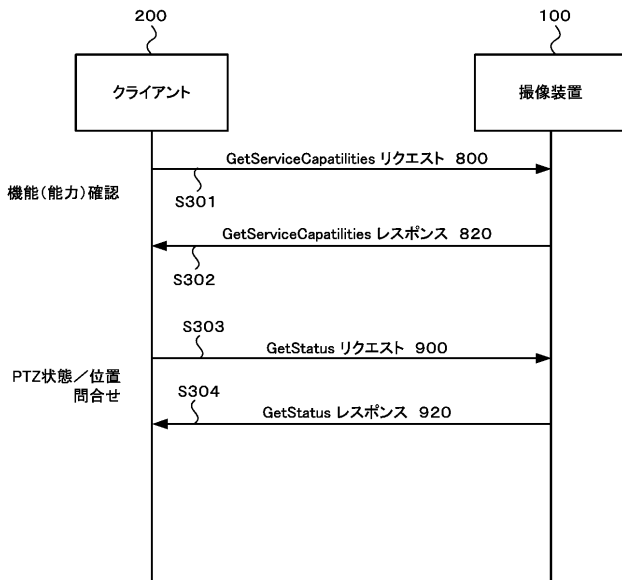 200
100
クライアント
撮像装置
GetServiceCapatilities リクエスト 800
機能(能力)確認
S301
GetServiceCapatilities レスポンス 820
S302
S303
GetStatus リクエスト 900
PTZ状態／位置
問合せ
S304
GetStatus レスポンス 920